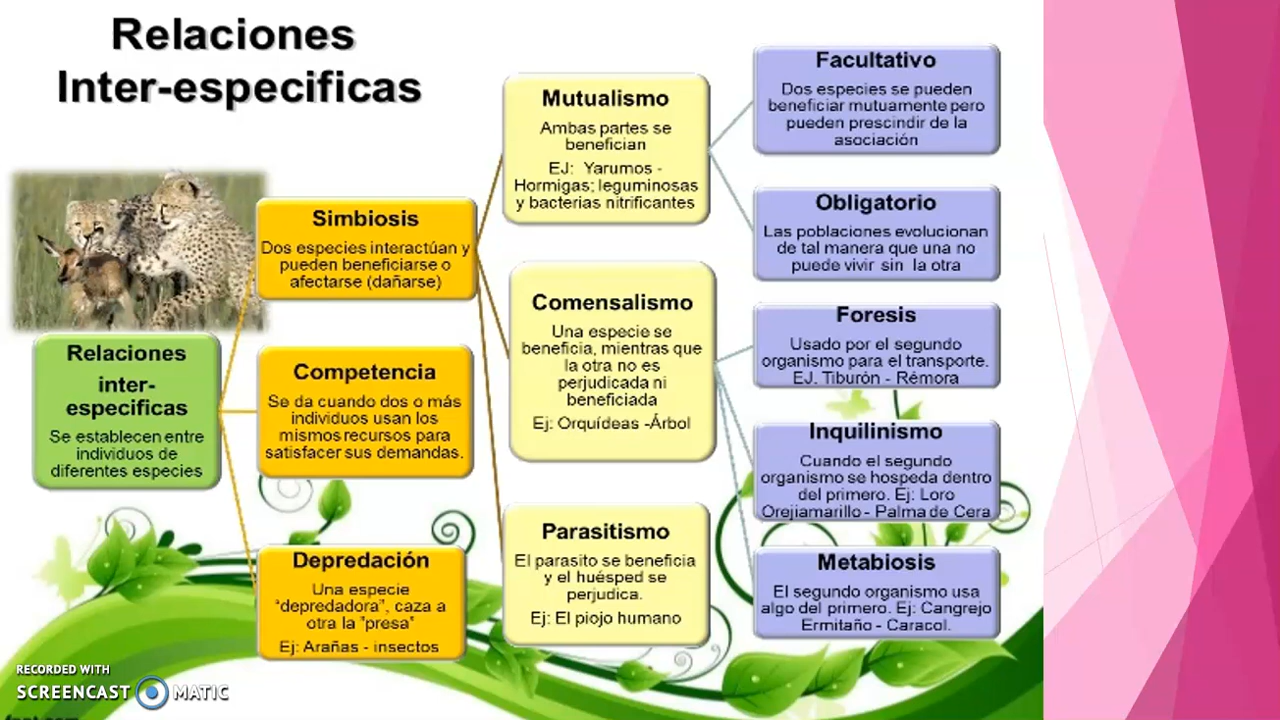 Relaciones
Inter-especificas
Relaciones
inter-
especificas
Se establecen entre
individuos de
diferentes especies
Simbiosis
Dos especies interactúan y
pueden beneficiarse o
afectarse (dañarse)
Competencia
Se da cuando dos o más
individuos usan los
mismos recursos para
satisfacer sus demandas.
Depredación
Una especie
"depredadora", caza a
otra la "presa"
Ej: Arañas - insectos
Mutualismo
Ambas partes se
benefician
EJ: Yarumos -
Hormigas; leguminosas
y bacterias nitrificantes
Comensalismo
Una especie se
beneficia, mientras que
la otra no es
perjudicada ni
beneficiada
Ej: Orquídeas -Árbol
Parasitismo
El parasito se beneficia
y el huésped se
perjudica.
Ej: El piojo humano
Facultativo
Dos especies se pueden
beneficiar mutuamente pero
pueden prescindir de la
asociación
Obligatorio
Las poblaciones evolucionan
de tal manera que una no
puede vivir sin la otra
Foresis
Usado por el segundo
organismo para el transporte.
EJ. Tiburón - Rémora
Inquilinismo
Cuando el segundo
organismo se hospeda dentro
del primero. Ej: Loro
Orejiamarillo - Palma de Cera
Metabiosis
El segundo organismo usa
algo del primero. Ej: Cangrejo
Ermitaño - Caracol.
RECORDED WITH
SCREENCAST MATIC